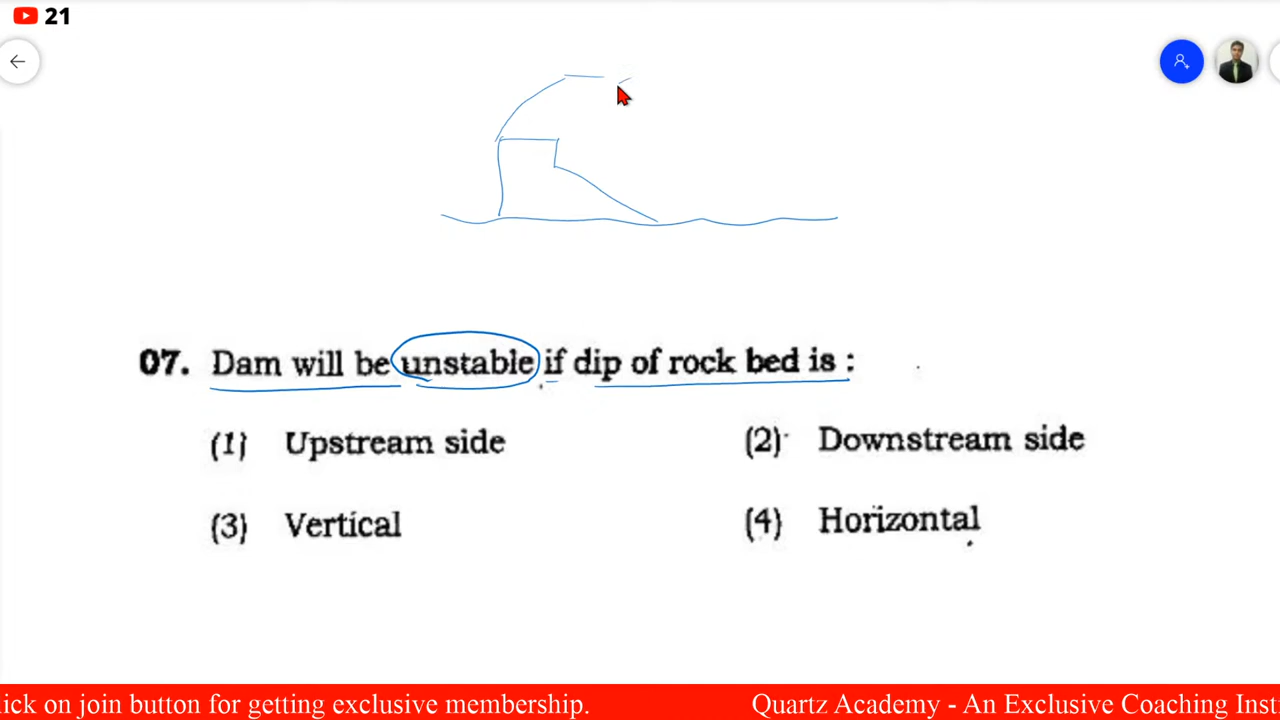 21
07. Dam will be unstable if dip of rock bed is :
(1) Upstream side
(2) Downstream side
(3) Vertical
(4) Horizontal
lick on join button for getting exclusive membership. Quartz Academy - An Exclusive Coaching Inst